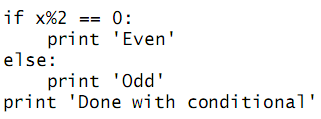 if x%2 == 0:
    print 'Even'
else:
    print 'Odd'
print 'Done with conditional'